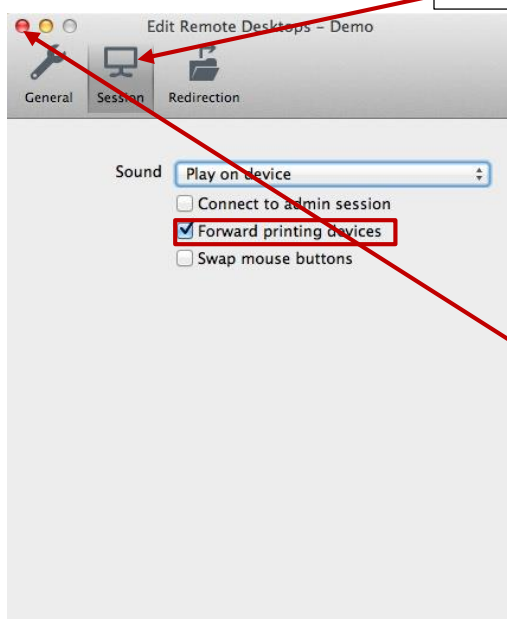 Edit Remote Desktops – Demo
General Session Redirection
Sound Play on device
Connect to admin session
Forward printing devices
Swap mouse buttons